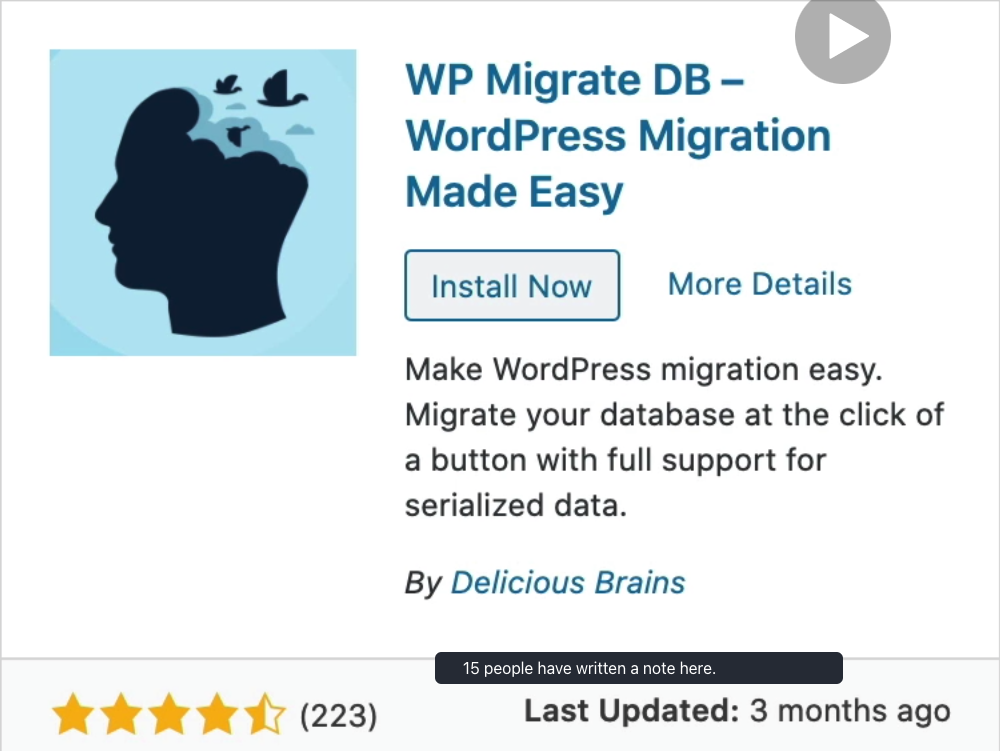 WP Migrate DB –
WordPress Migration
Made Easy
Install Now
More Details
Make WordPress migration easy.
Migrate your database at the click of
a button with full support for
serialized data.
By Delicious Brains
15 people have written a note here.
(223)
Last Updated: 3 months ago